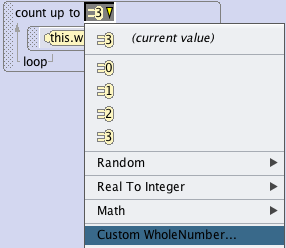 count up to 3
3 (current value)
this.w
0
loop
1
2
3
Random
Real To Integer
Math
Custom WholeNumber...